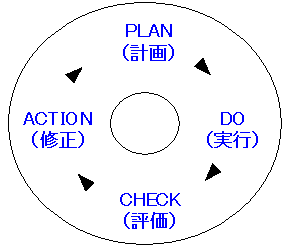 PLAN
（計画）
DO
（実行）
CHECK
（評価）
ACTION
（修正）